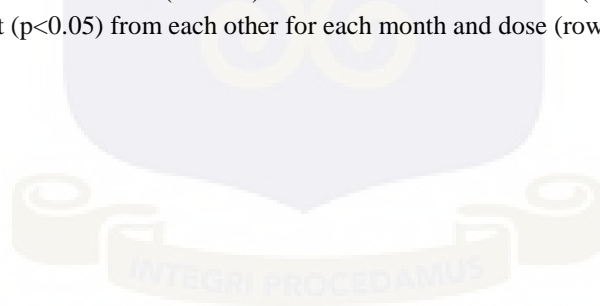 t (p<0.05) from each other for each month and dose (row
INTEGRI PROCEDAMUS